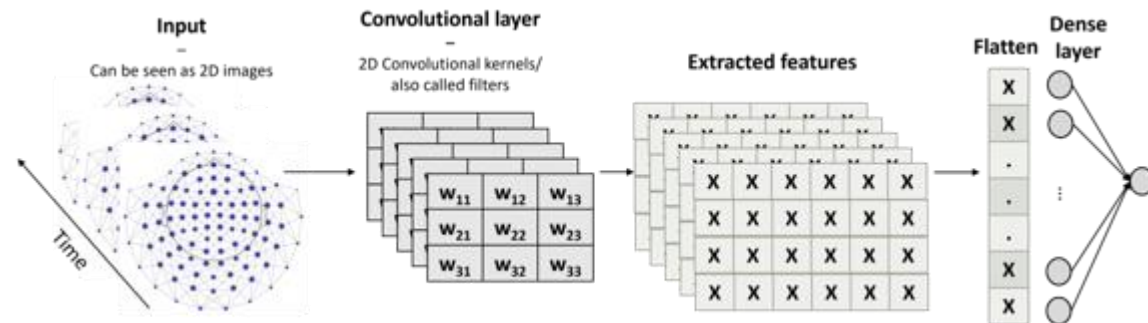 Input
–
Can be seen as 2D images
Time
Convolutional layer
–
2D Convolutional kernels/
also called filters
W11 W12 W13
W21 W22 W23
W31 W32 W33
Extracted features
X X X X X X
X X X X X X
X X X X X X
X X X X X X
Flatten
X
X
.
.
.
X
X
Dense
layer
...